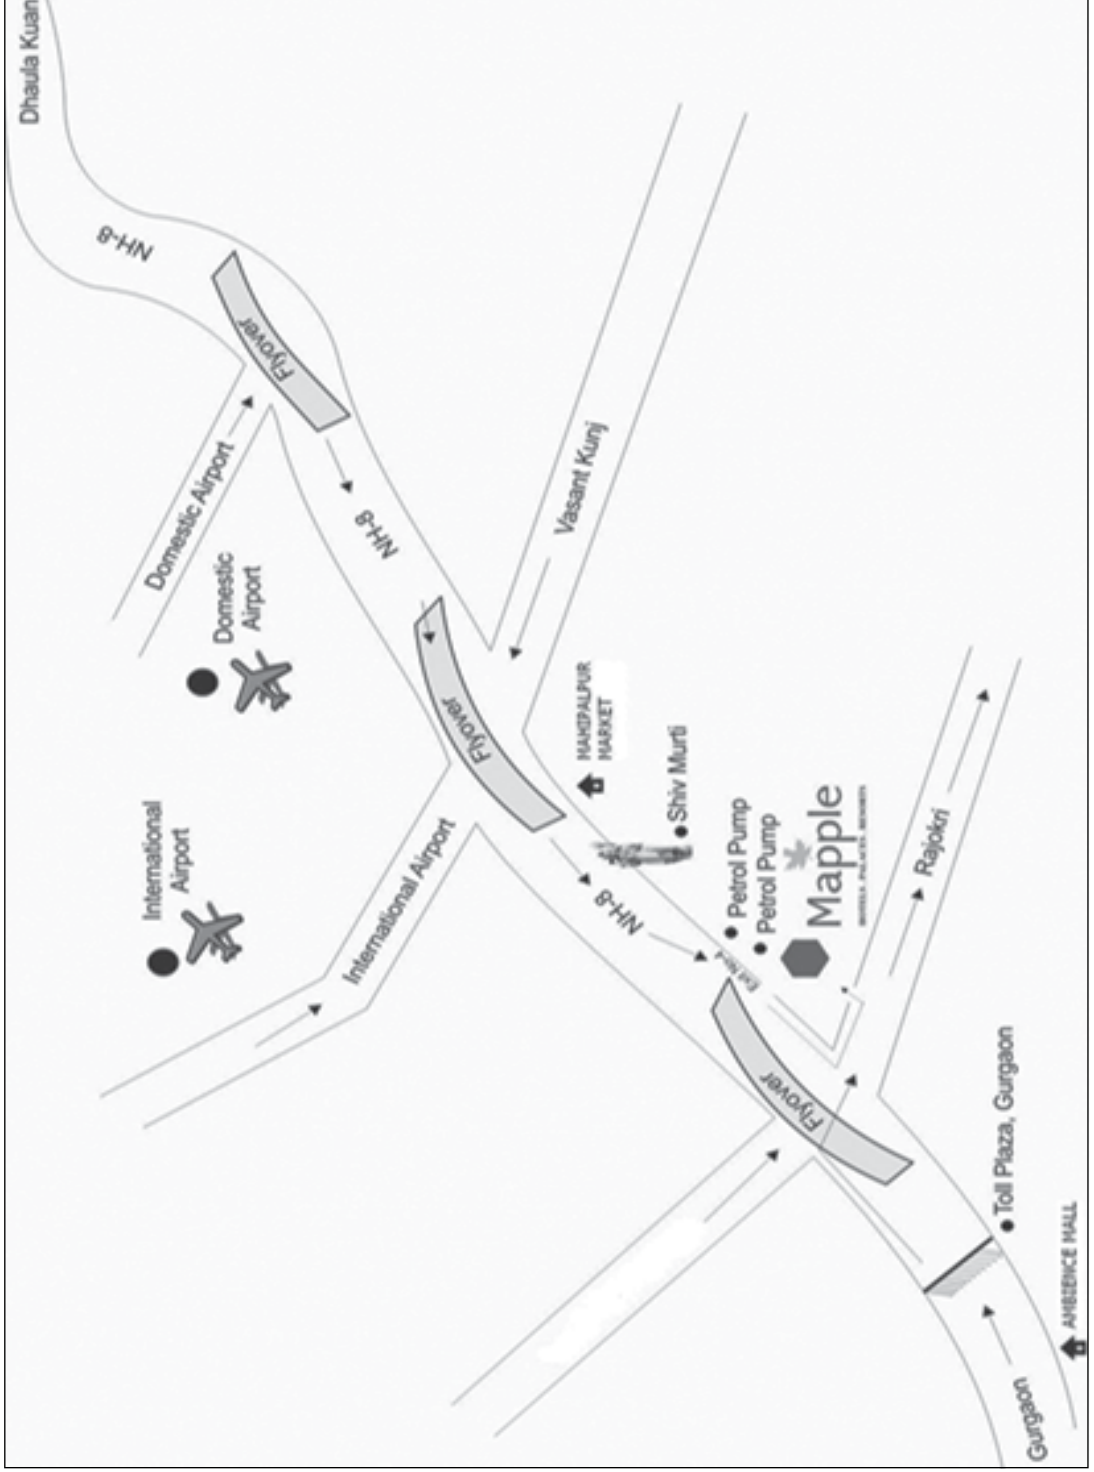 Dhaula Kuan
NH-8
Flyover
Domestic Airport
NH-8
Domestic
Airport
Vasant Kunj
Flyover
International
Airport
International Airport
MAHIPALPUR
MARKET
Shiv Murti
NH-8
Petrol Pump
Petrol Pump
Mapple
Rajokri
Flyover
Toll Plaza, Gurgaon
AMBIENCE MALL
Gurgaon